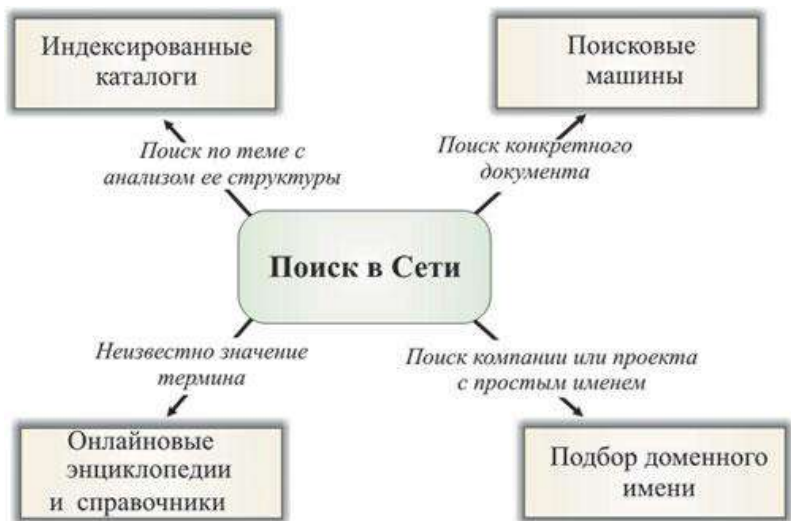 Индексированные
каталоги
Поисковые
машины
Поиск по теме с
анализом ее структуры
Поиск конкретного
документа
Поиск в Сети
Неизвестно значение
термина
Поиск компании или проекта
с простым именем
Онлайновые
энциклопедии
и справочники
Подбор доменного
имени